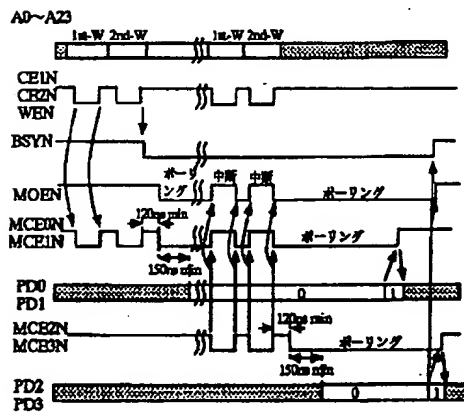 A0～A23
1st-W 2nd-W 1st-W 2nd-W
CE1N
CE2N
WEN
BSYN
ポーリング 中断 中断
MOEN ポーリング
120ns min
MCE0N
MCE1N ポーリング
150ns min
PD0
PD1 0 1
120ns min
MCE2N
MCE3N ポーリング
150ns min
PD2
PD3 0 1